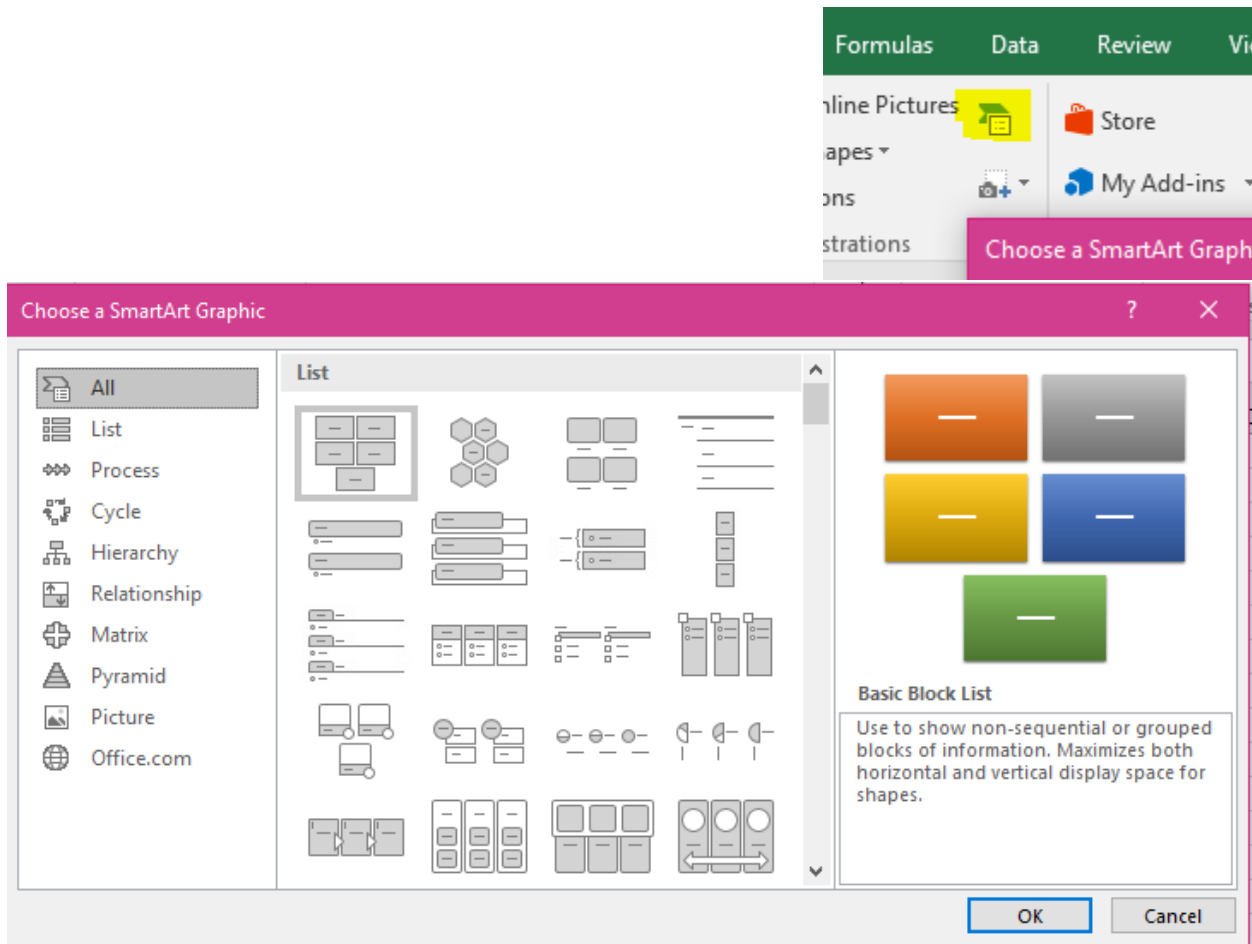 Formulas Data Review Vi
nline Pictures
Store
apes
My Add-ins
ons
strations
Choose a SmartArt Graph
Choose a SmartArt Graphic ? ×
All
List
Process
Cycle
Hierarchy
Relationship
Matrix
Pyramid
Picture
Office.com
List
Basic Block List
Use to show non-sequential or grouped
blocks of information. Maximizes both
horizontal and vertical display space for
shapes.
OK Cancel